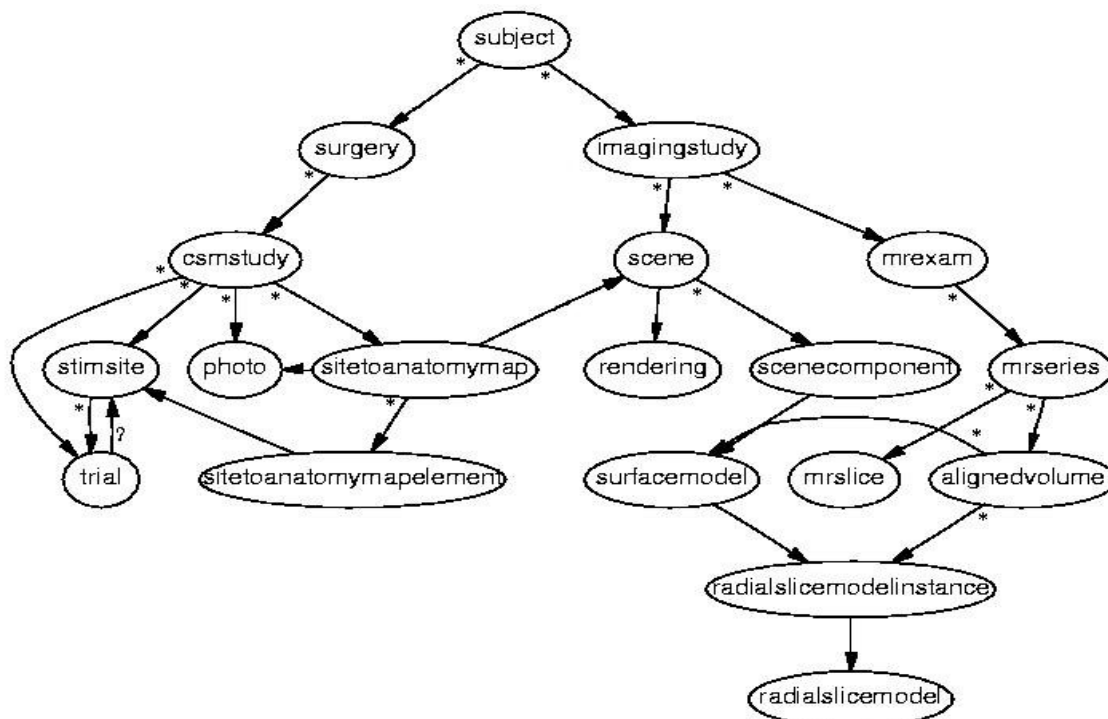 subject
* *
surgery
imagingstudy
* * *
csmstudy
scene
mrexam
* * * * * *
stimsite
photo
sitetoanatomymap
rendering
scenecomponent
mrseries
* * * * *
? 
trial
sitetoanatomymapelement
surfacemodel
mrslice
alignedvolume
*
radialslicemodelinstance
radialslicemodel